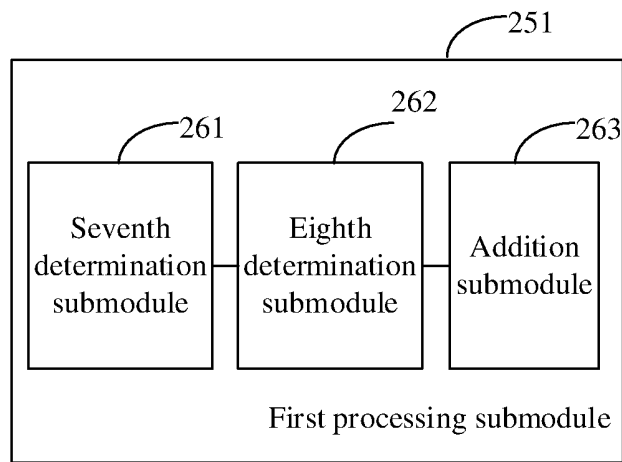 251
261
262
263
Seventh
determination
submodule
Eighth
determination
submodule
Addition
submodule
First processing submodule